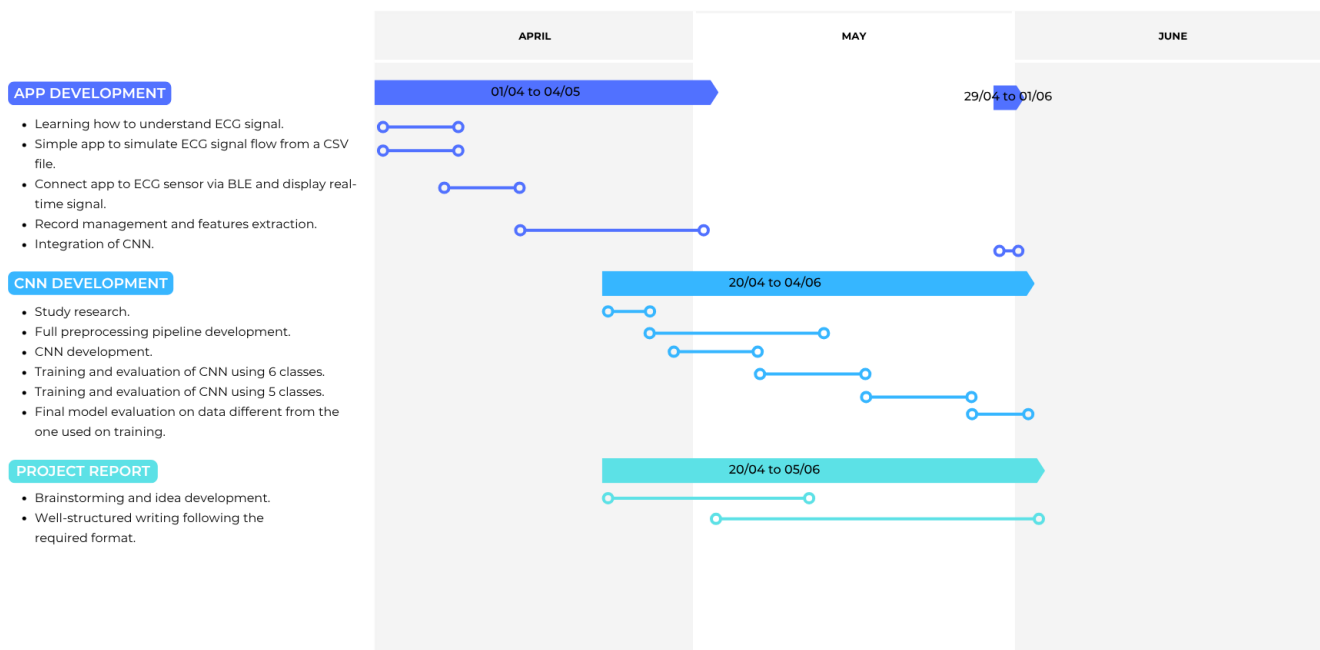 APRIL
MAY
JUNE
APP DEVELOPMENT
01/04 to 04/05
29/04 to 01/06
• Learning how to understand ECG signal.
• Simple app to simulate ECG signal flow from a CSV
file.
• Connect app to ECG sensor via BLE and display real-
time signal.
• Record management and features extraction.
• Integration of CNN.
CNN DEVELOPMENT
20/04 to 04/06
• Study research.
• Full preprocessing pipeline development.
• CNN development.
• Training and evaluation of CNN using 6 classes.
• Training and evaluation of CNN using 5 classes.
• Final model evaluation on data different from the
one used on training.
PROJECT REPORT
20/04 to 05/06
• Brainstorming and idea development.
• Well-structured writing following the
required format.